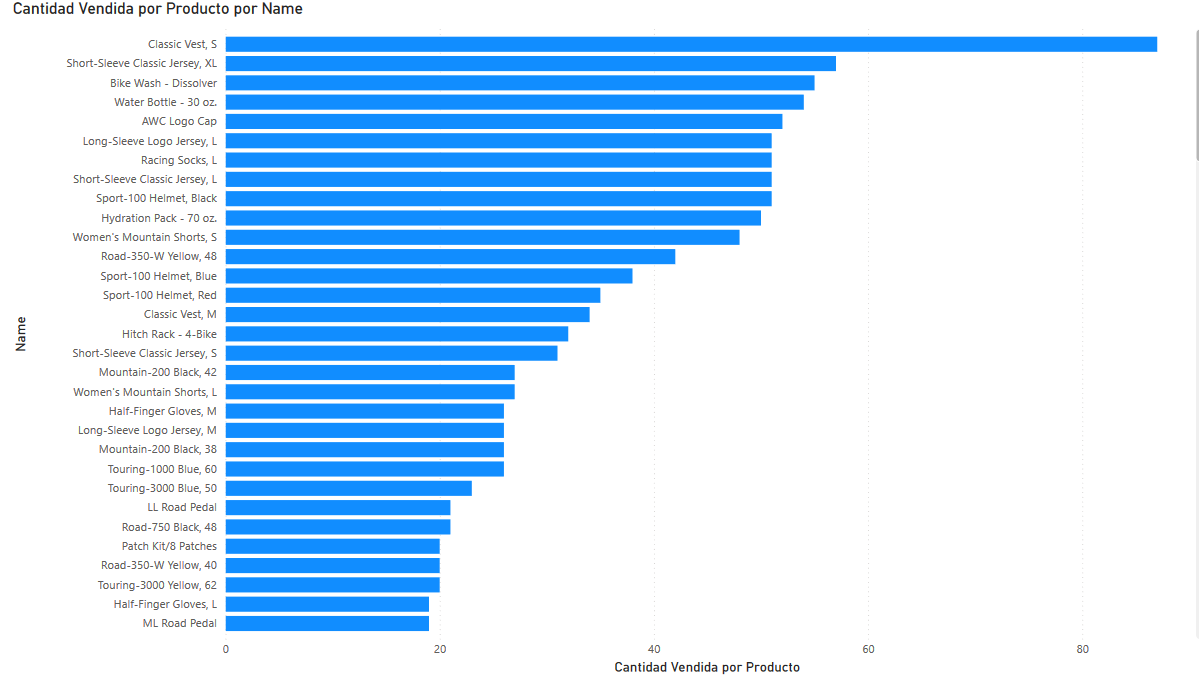 Cantidad Vendida por Producto por Name
Classic Vest, S
Short-Sleeve Classic Jersey, XL
Bike Wash - Dissolver
Water Bottle - 30 oz.
AWC Logo Cap
Long-Sleeve Logo Jersey, L
Racing Socks, L
Short-Sleeve Classic Jersey, L
Sport-100 Helmet, Black
Hydration Pack - 70 oz.
Women's Mountain Shorts, S
Road-350-W Yellow, 48
Sport-100 Helmet, Blue
Sport-100 Helmet, Red
Classic Vest, M
Hitch Rack - 4-Bike
Short-Sleeve Classic Jersey, S
Mountain-200 Black, 42
Women's Mountain Shorts, L
Half-Finger Gloves, M
Long-Sleeve Logo Jersey, M
Mountain-200 Black, 38
Touring-1000 Blue, 60
Touring-3000 Blue, 50
LL Road Pedal
Road-750 Black, 48
Patch Kit/8 Patches
Road-350-W Yellow, 40
Touring-3000 Yellow, 62
Half-Finger Gloves, L
ML Road Pedal
Name
0 20 40 60 80
Cantidad Vendida por Producto